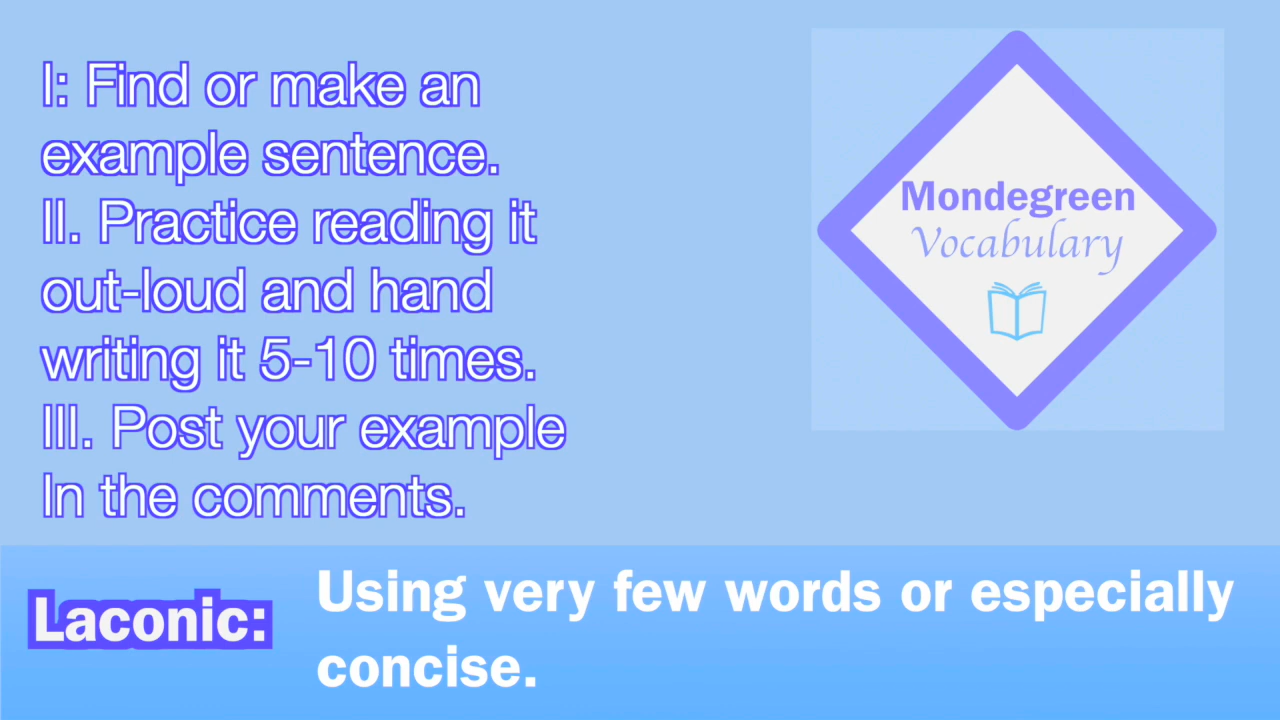 I: Find or make an
example sentence.
II. Practice reading it
out-loud and hand
writing it 5-10 times.
III. Post your example
In the comments.
Mondegreen
Vocabulary
Laconic:
Using very few words or especially
concise.